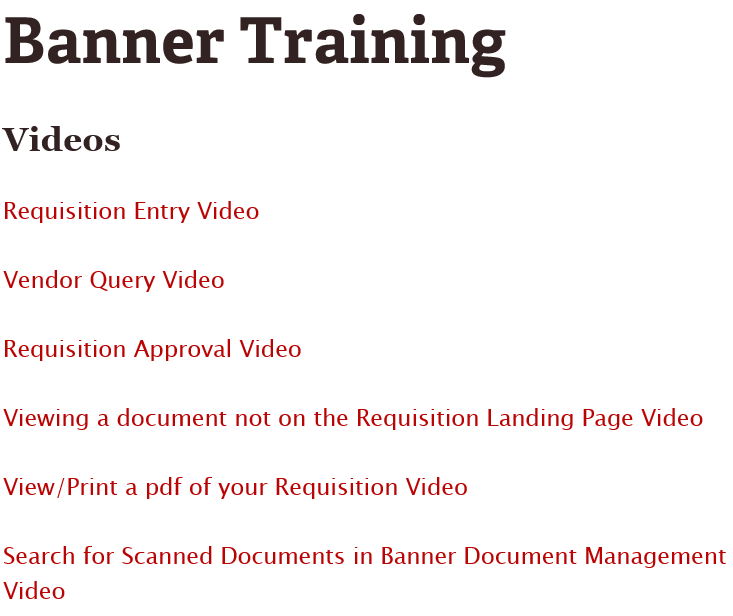 Banner Training
Videos
Requisition Entry Video
Vendor Query Video
Requisition Approval Video
Viewing a document not on the Requisition Landing Page Video
View/Print a pdf of your Requisition Video
Search for Scanned Documents in Banner Document Management
Video